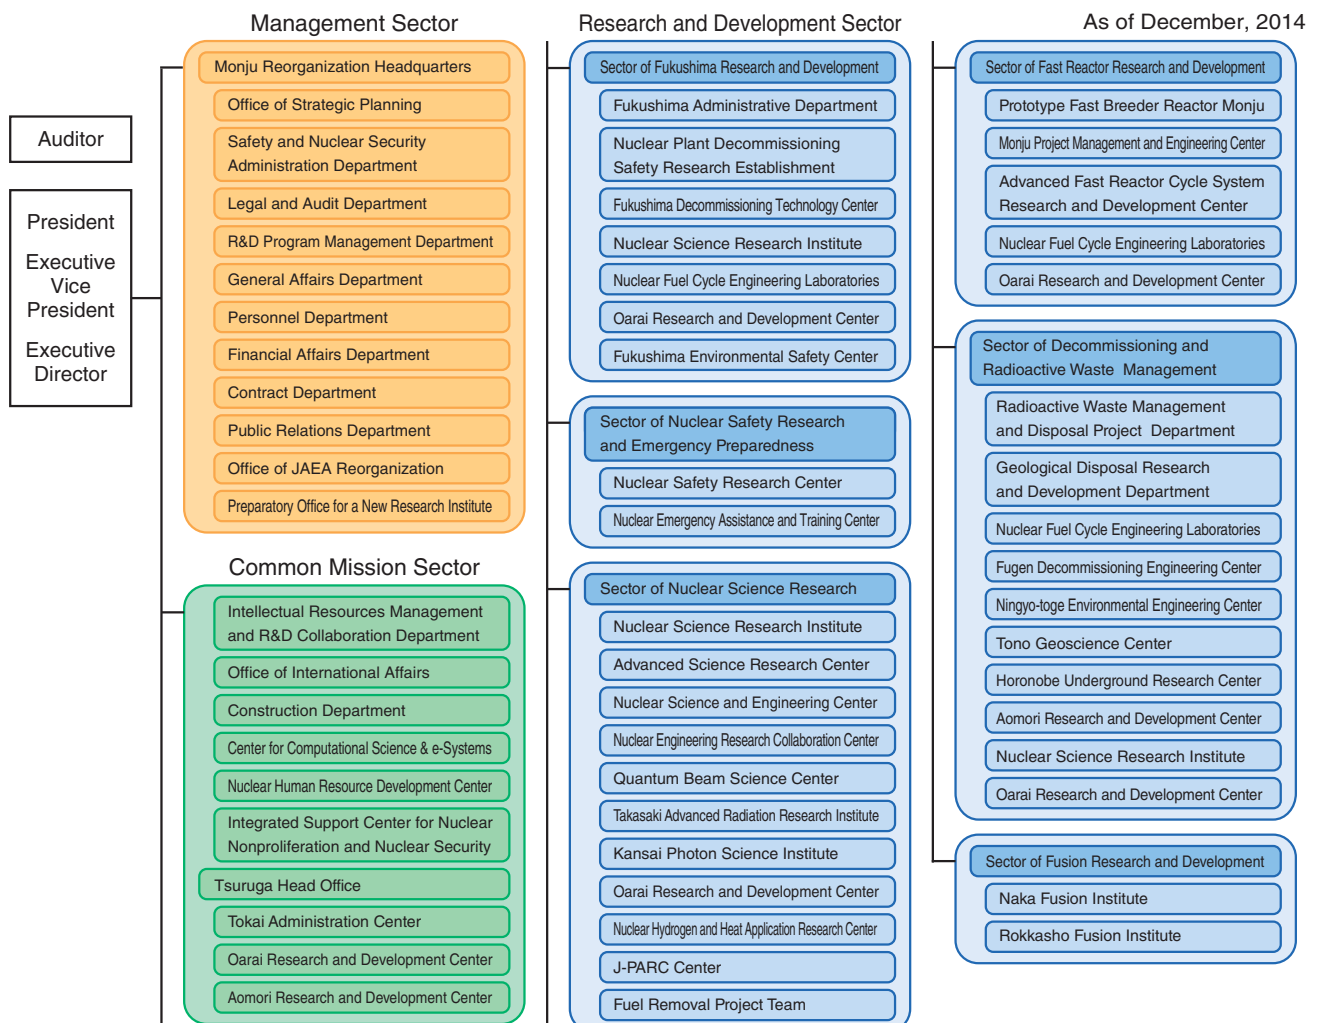 Management Sector
Research and Development Sector
As of December, 2014
Auditor
President
Executive
Vice
President
Executive
Director
Monju Reorganization Headquarters
Office of Strategic Planning
Safety and Nuclear Security
Administration Department
Legal and Audit Department
R&D Program Management Department
General Affairs Department
Personnel Department
Financial Affairs Department
Contract Department
Public Relations Department
Office of JAEA Reorganization
Preparatory Office for a New Research Institute
Common Mission Sector
Intellectual Resources Management
and R&D Collaboration Department
Office of International Affairs
Construction Department
Center for Computational Science & e-Systems
Nuclear Human Resource Development Center
Integrated Support Center for Nuclear
Nonproliferation and Nuclear Security
Tsuruga Head Office
Tokai Administration Center
Oarai Research and Development Center
Aomori Research and Development Center
Sector of Fukushima Research and Development
Fukushima Administrative Department
Nuclear Plant Decommissioning
Safety Research Establishment
Fukushima Decommissioning Technology Center
Nuclear Science Research Institute
Nuclear Fuel Cycle Engineering Laboratories
Oarai Research and Development Center
Fukushima Environmental Safety Center
Sector of Nuclear Safety Research
and Emergency Preparedness
Nuclear Safety Research Center
Nuclear Emergency Assistance and Training Center
Sector of Nuclear Science Research
Nuclear Science Research Institute
Advanced Science Research Center
Nuclear Science and Engineering Center
Nuclear Engineering Research Collaboration Center
Quantum Beam Science Center
Takasaki Advanced Radiation Research Institute
Kansai Photon Science Institute
Oarai Research and Development Center
Nuclear Hydrogen and Heat Application Research Center
J-PARC Center
Fuel Removal Project Team
Sector of Fast Reactor Research and Development
Prototype Fast Breeder Reactor Monju
Monju Project Management and Engineering Center
Advanced Fast Reactor Cycle System
Research and Development Center
Nuclear Fuel Cycle Engineering Laboratories
Oarai Research and Development Center
Sector of Decommissioning and
Radioactive Waste Management
Radioactive Waste Management
and Disposal Project Department
Geological Disposal Research
and Development Department
Nuclear Fuel Cycle Engineering Laboratories
Fugen Decommissioning Engineering Center
Ningyo-toge Environmental Engineering Center
Tono Geoscience Center
Horonobe Underground Research Center
Aomori Research and Development Center
Nuclear Science Research Institute
Oarai Research and Development Center
Sector of Fusion Research and Development
Naka Fusion Institute
Rokkasho Fusion Institute